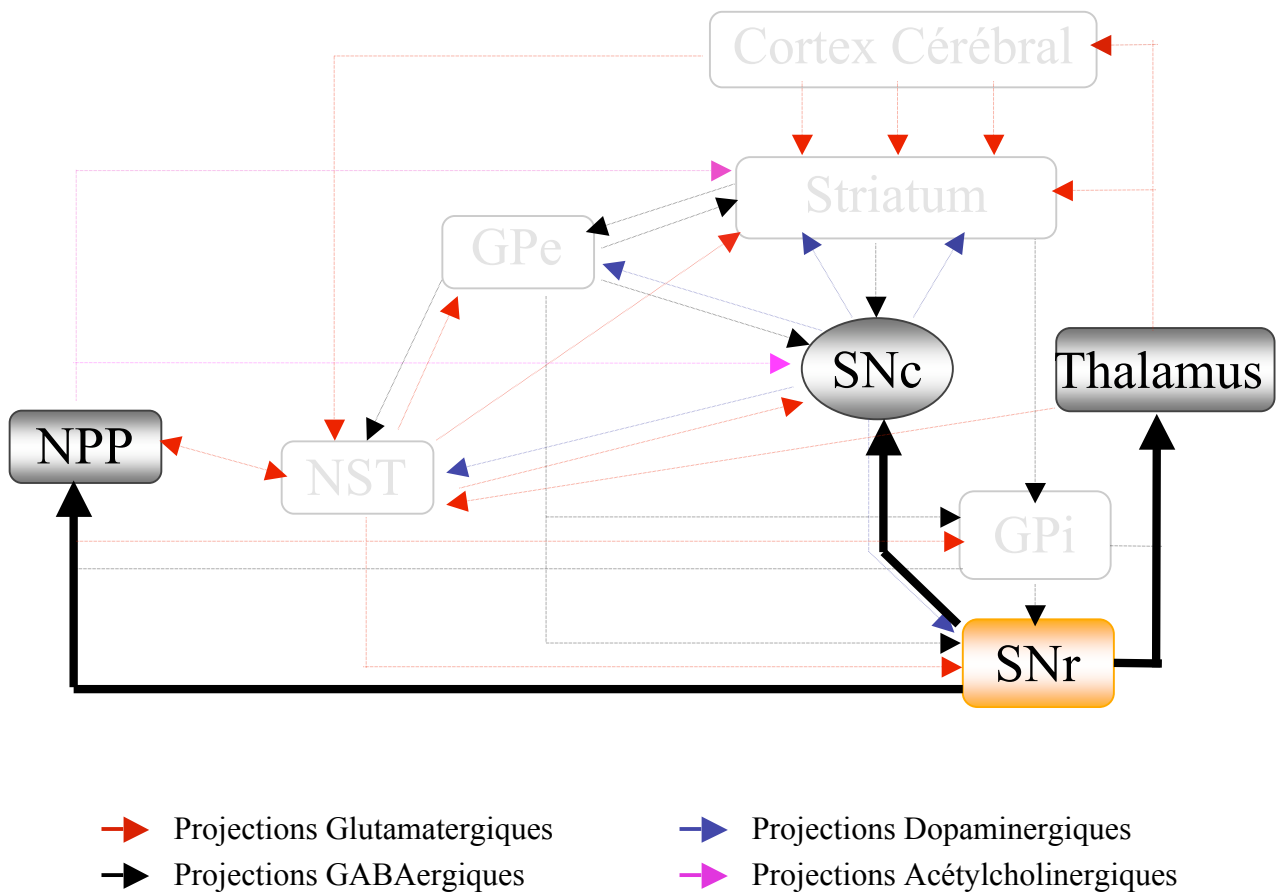 Cortex Cérébral
Striatum
GPe
SNc
Thalamus
NPP
NST
GPi
SNr
Projections Glutamatergiques
Projections Dopaminergiques
Projections GABAergiques
Projections Acétylcholinergiques